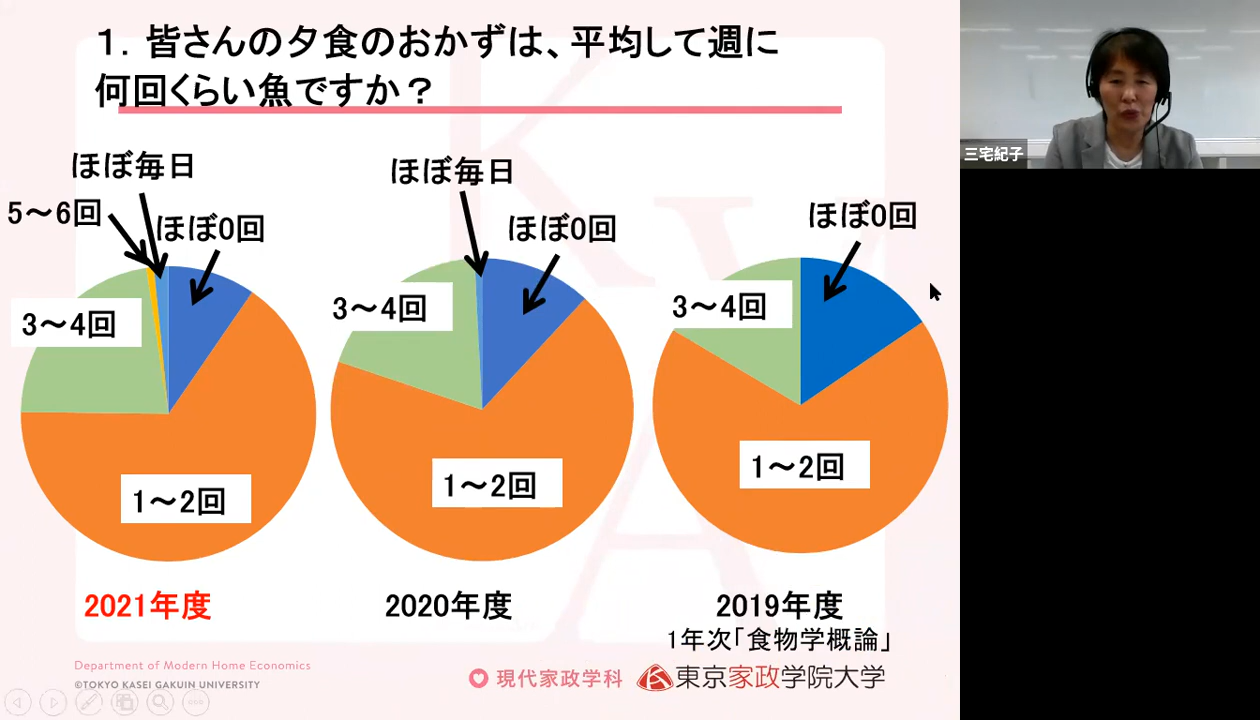 １．皆さんの夕食のおかずは、平均して週に
何回くらい魚ですか？
ほぼ毎日
5～6回
ほぼ0回
3～4回
1～2回
2021年度
ほぼ毎日
ほぼ0回
3～4回
1～2回
2020年度
ほぼ0回
3～4回
1～2回
2019年度
1年次「食物学概論」
Department of Modern Home Economics
©TOKYO KASEI GAKUIN UNIVERSITY
現代家政学科
東京家政学院大学
三宅紀子